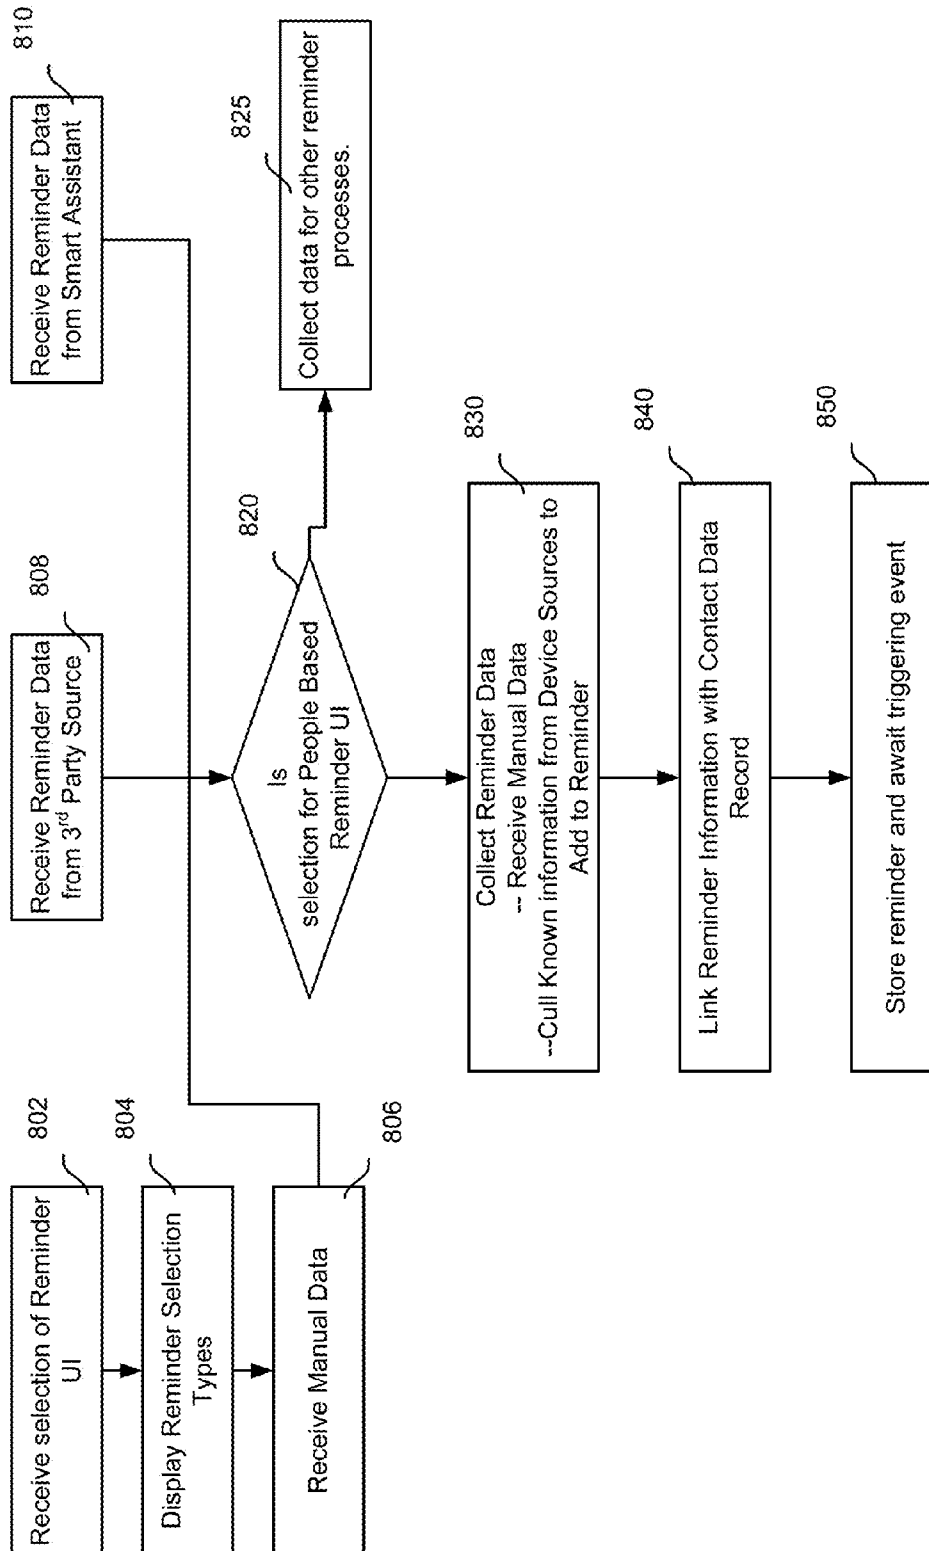 Receive selection of Reminder
UI
802
Display Reminder Selection
Types
804
Receive Manual Data
806
Receive Reminder Data
from 3rd Party Source
808
Receive Reminder Data
from Smart Assistant
810
Is
selection for People Based
Reminder UI
820
Collect data for other reminder
processes.
825
Collect Reminder Data
-- Receive Manual Data
--Cull Known information from Device Sources to
Add to Reminder
830
Link Reminder Information with Contact Data
Record
840
Store reminder and await triggering event
850